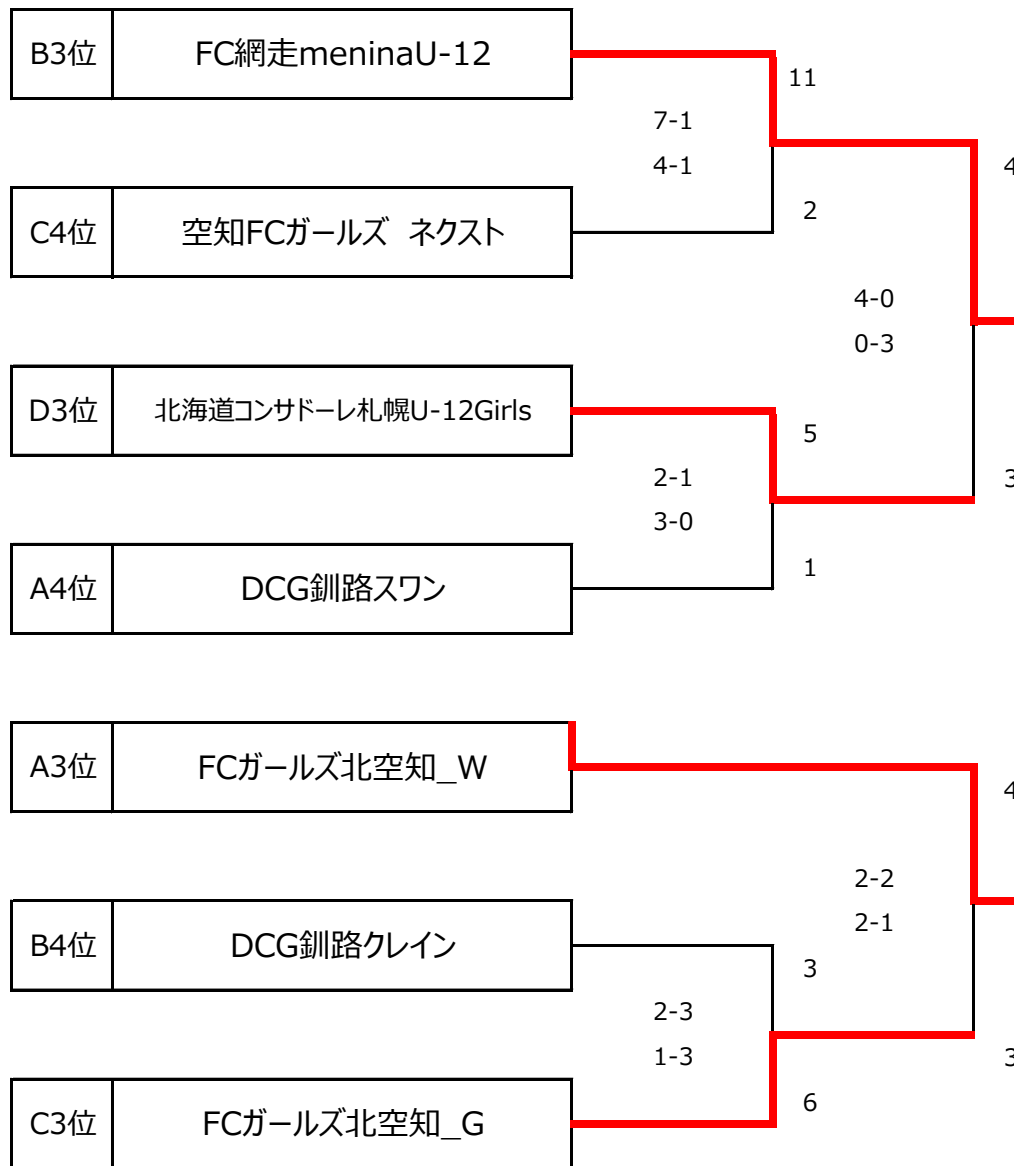 B3位 FC網走meninaU-12
11
7-1
4-1
4
C4位 空知FCガールズ ネクスト
2
4-0
0-3
D3位 北海道コンサドーレ札幌U-12Girls
5
2-1
3-0
3
A4位 DCG釧路スワン
1
A3位 FCガールズ北空知_W
4
2-2
2-1
B4位 DCG釧路クレイン
3
2-3
1-3
3
C3位 FCガールズ北空知_G
6